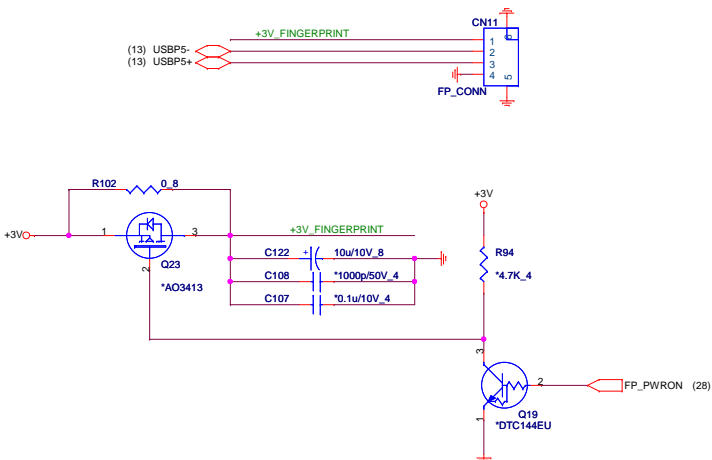 CN11
+3V_FINGERPRINT
1
6
(13) USBP5-
2
(13) USBP5+
3
4
5
FP_CONN
R102
0_8
+3V
+3V
1
3
+3V_FINGERPRINT
C122
+
10u/10V_8
R94
Q23
C108
*1000p/50V_4
2
*4.7K_4
*AO3413
C107
*0.1u/10V_4
3
2
FP_PWRON (28)
1
Q19
*DTC144EU